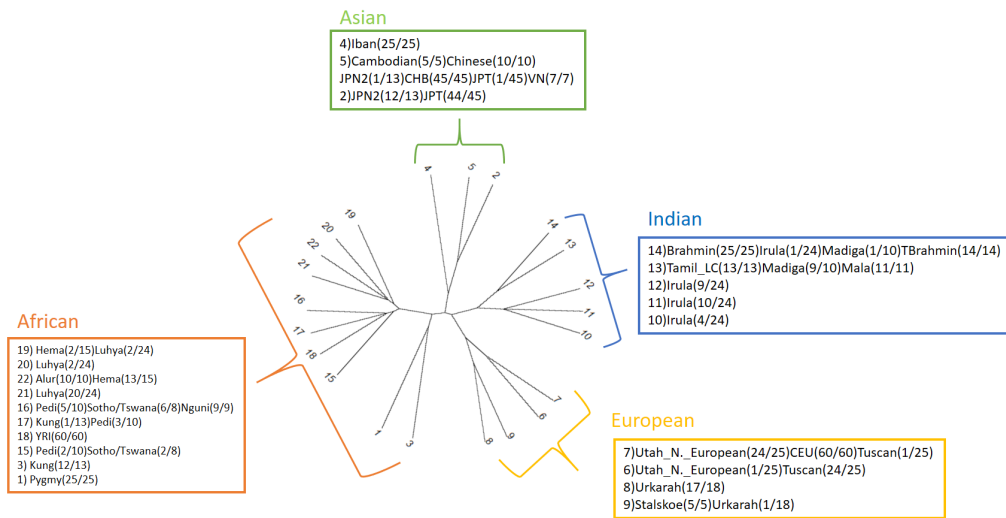 Asian
4)Iban(25/25)
5)Cambodian(5/5)Chinese(10/10)
JPN2(1/13)CHB(45/45)JPT(1/45)VN(7/7)
2)JPN2(12/13)JPT(44/45)
4
5
2
19
20
22
21
16
17
18
15
1
3
14
13
12
11
10
7
6
9
8
Indian
14)Brahmin(25/25)Irula(1/24)Madiga(1/10)TBrahmin(14/14)
13)Tamil_LC(13/13)Madiga(9/10)Mala(11/11)
12)Irula(9/24)
11)Irula(10/24)
10)Irula(4/24)
African
19) Hema(2/15)Luhya(2/24)
20) Luhya(2/24)
22) Alur(10/10)Hema(13/15)
21) Luhya(20/24)
16) Pedi(5/10)Sotho/Tswana(6/8)Nguni(9/9)
17) Kung(1/13)Pedi(3/10)
18) YRI(60/60)
15) Pedi(2/10)Sotho/Tswana(2/8)
3) Kung(12/13)
1) Pygmy(25/25)
European
7)Utah_N._European(24/25)CEU(60/60)Tuscan(1/25)
6)Utah_N._European(1/25)Tuscan(24/25)
8)Urkarah(17/18)
9)Stalskoe(5/5)Urkarah(1/18)